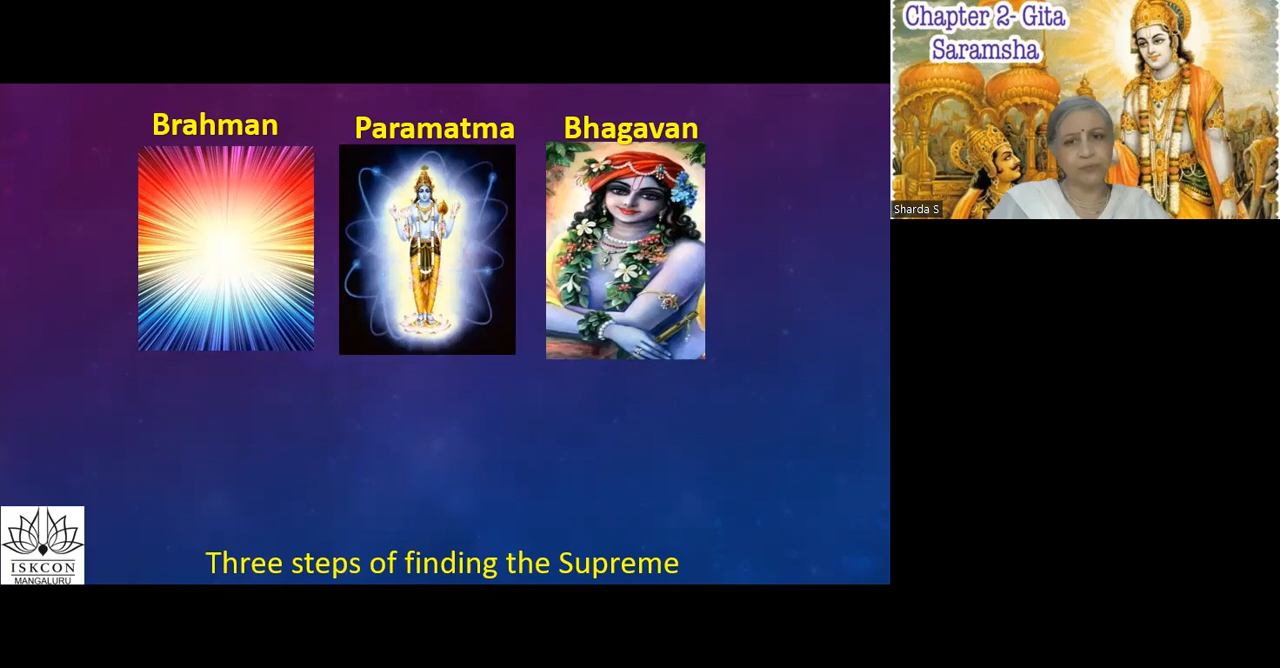 Brahman
Paramatma
Bhagavan
Three steps of finding the Supreme
ISKCON
MANGALURU
Chapter 2- Gita
Saramsha
Sharda S